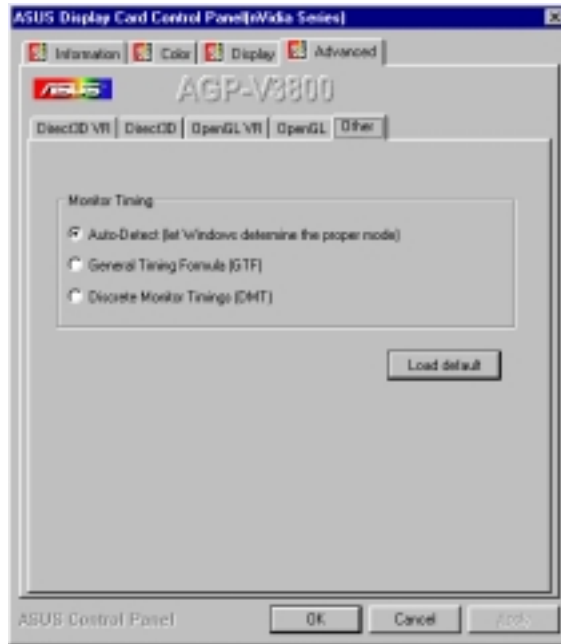 ASUS Display Card Control Panel(nVidia Series)
Information Color Display Advanced
ASUS AGP-V3800
Direct3D VR Direct3D OpenGL VR OpenGL Other
Monitor Timing
Auto-Detect (let Windows determine the proper mode)
General Timing Formula (GTF)
Discrete Monitor Timings (DMT)
Load default
ASUS Control Panel OK Cancel Apply